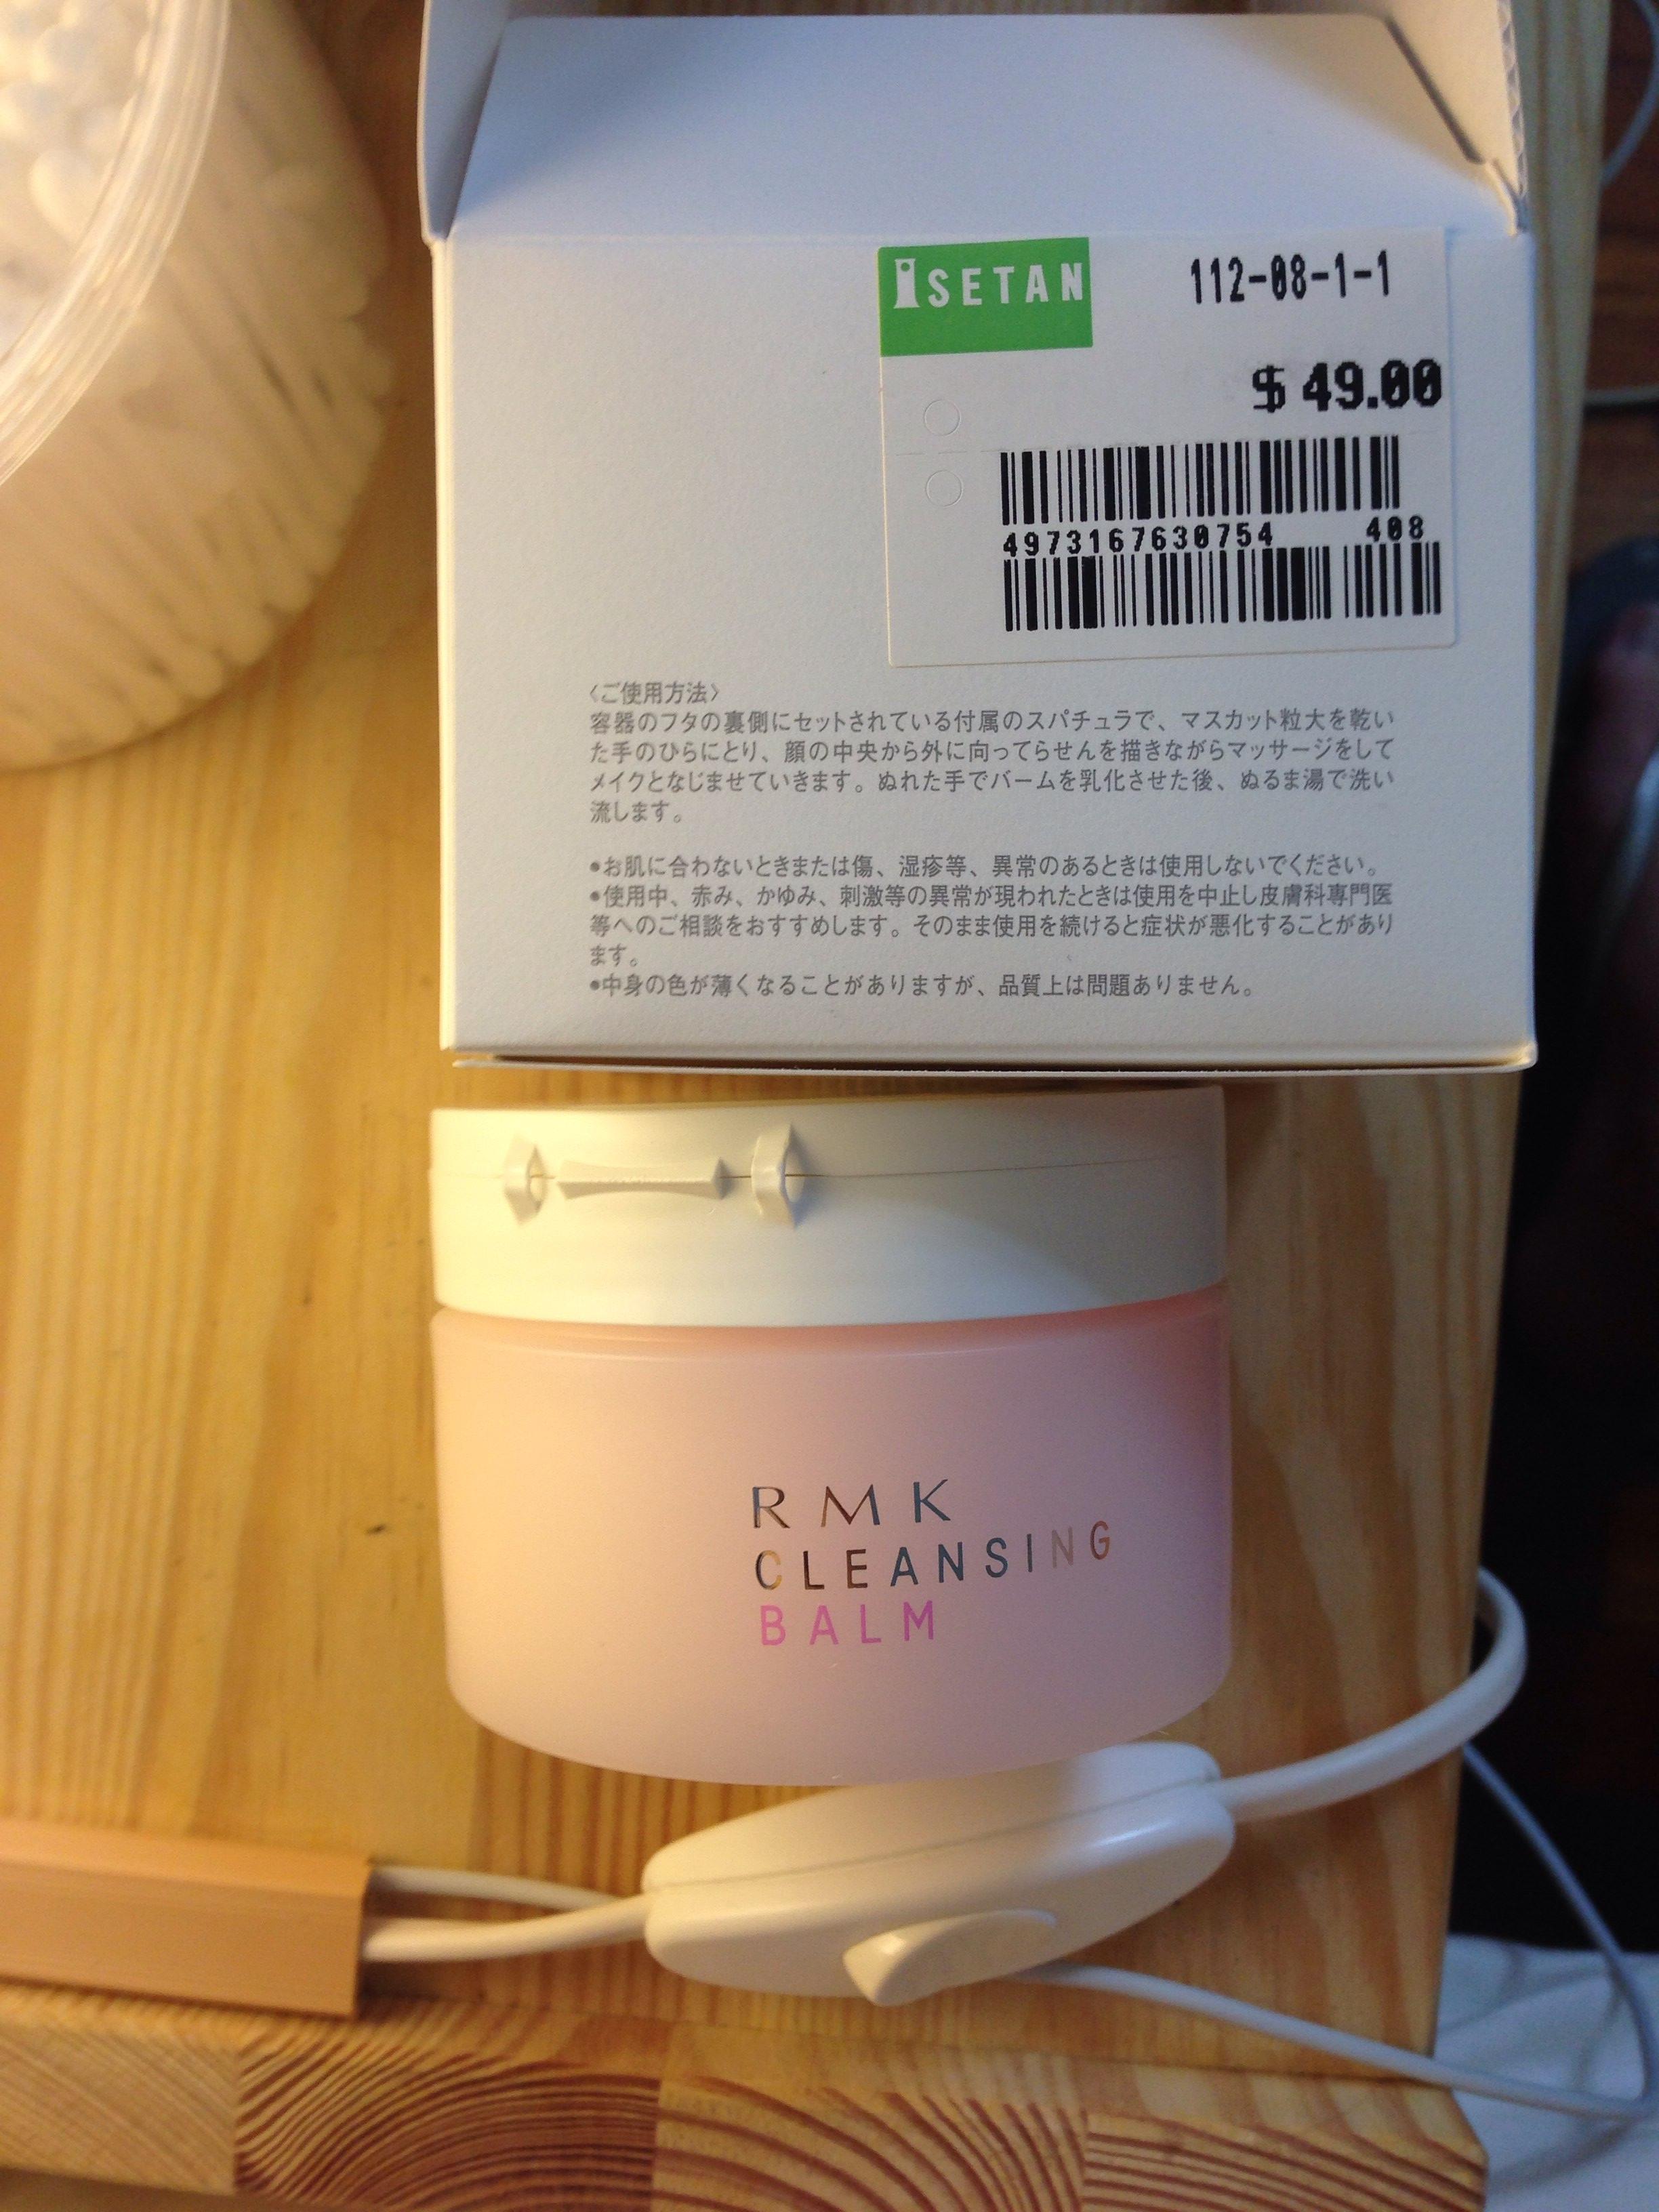 ISETAN
112-08-1-1
$ 49.00
4973167630754 408
〈ご使用方法〉
容器のフタの裏側にセットされている付属のスパチュラで、マスカット粒大を乾い
た手のひらにとり、顔の中央から外に向ってらせんを描きながらマッサージをして
メイクとなじませていきます。ぬれた手でバームを乳化させた後、ぬるま湯で洗い
流します。
●お肌に合わないときまたは傷、湿疹等、異常のあるときは使用しないでください。
●使用中、赤み、かゆみ、刺激等の異常が現われたときは使用を中止し皮膚科専門医
等へのご相談をおすすめします。そのまま使用を続けると症状が悪化することがあり
ます。
●中身の色が薄くなることがありますが、品質上は問題ありません。
RMK
CLEANSING
BALM